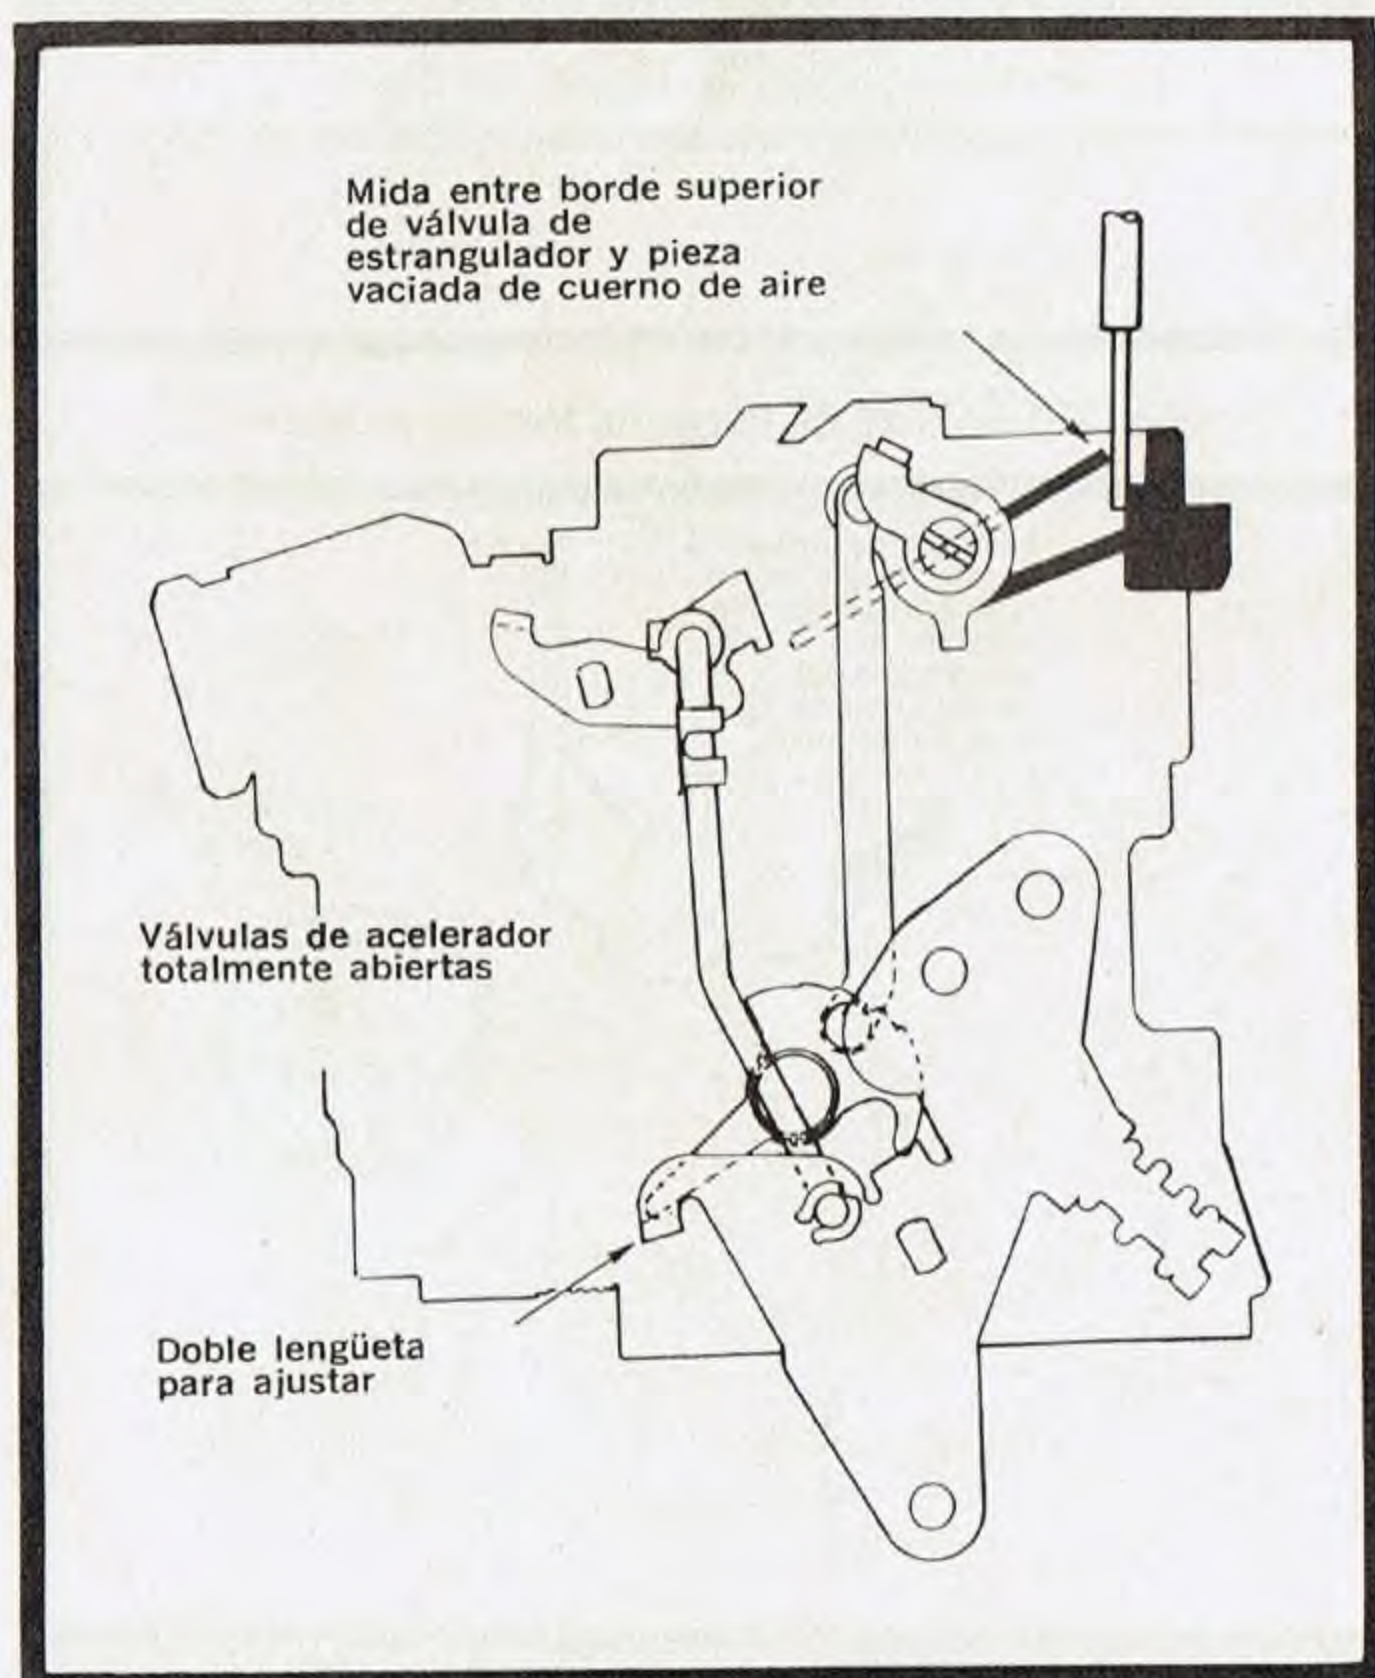 Mida entre borde superior
de válvula de
estrangulador y pieza
vaciada de cuerno de aire
Válvulas de acelerador
totalmente abiertas
Doble lengüeta
para ajustar